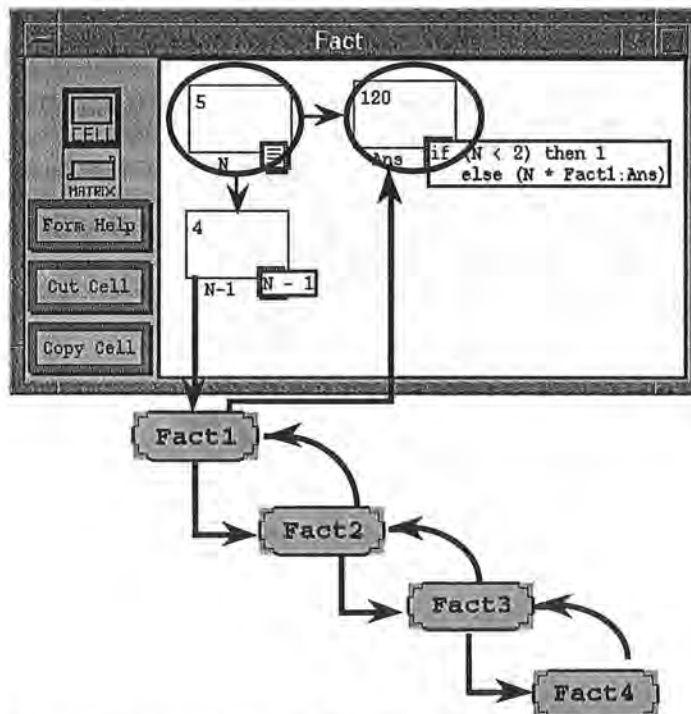 Fact
CELL
MATRIX
Form Help
Cut Cell
Copy Cell
5
N
120
Ans
if (N < 2) then 1
else (N * Fact1:Ans)
4
N-1
N - 1
Fact1
Fact2
Fact3
Fact4